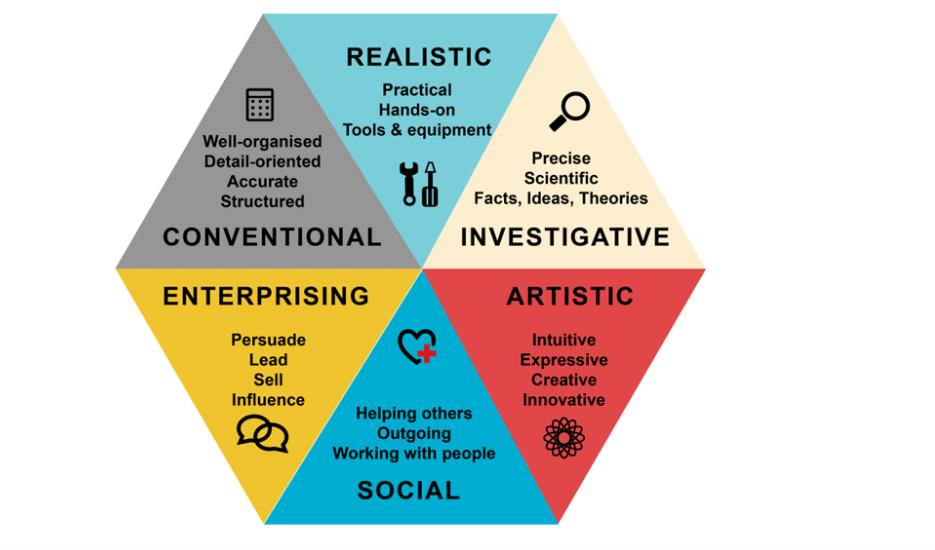 REALISTIC
Practical
Hands-on
Tools & equipment
Well-organised
Detail-oriented
Accurate
Structured
CONVENTIONAL
Precise
Scientific
Facts, Ideas, Theories
INVESTIGATIVE
ENTERPRISING
Persuade
Lead
Sell
Influence
Helping others
Outgoing
Working with people
SOCIAL
ARTISTIC
Intuitive
Expressive
Creative
Innovative